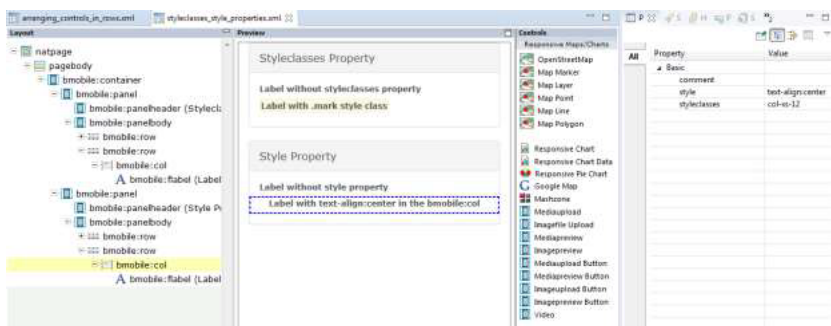 arranging_controls_in_rows.xml
styleclasses_style_properties.xml
Layout
natpage
pagebody
bmobile:container
bmobile:panel
bmobile:panelheader (Stylecla
bmobile:panelbody
bmobile:row
bmobile:row
bmobile:col
bmobile:flabel (Label
bmobile:panel
bmobile:panelheader (Style P
bmobile:panelbody
bmobile:row
bmobile:row
bmobile:col
bmobile:flabel (Label
Preview
Styleclasses Property
Label without styleclasses property
Label with .mark style class
Style Property
Label without style property
Label with text-align:center in the bmobile:col
Controls
Responsive Maps/Charts
OpenStreetMap
Map Marker
Map Layer
Map Point
Map Line
Map Polygon
Responsive Chart
Responsive Chart Data
Responsive Pie Chart
Google Map
Mashzone
Mediaupload
Imagefile Upload
Mediapreview
Imagepreview
Mediaupload Button
Mediapreview Button
Imageupload Button
Imagepreview Button
Video
All
Property Value
Basic
comment
style text-align:center
styleclasses col-xs-12